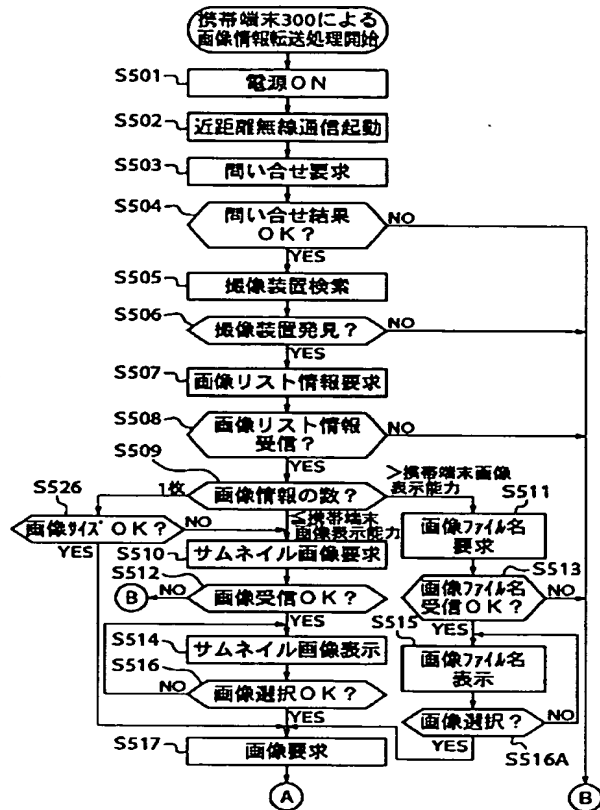 携帯端末300による
画像情報転送処理開始
S501
電源ON
S502
近距離無線通信起動
S503
問い合せ要求
S504
問い合せ結果
OK?
NO
YES
S505
撮像装置検索
S506
撮像装置発見?
NO
YES
S507
画像リスト情報要求
S508
画像リスト情報
受信?
NO
YES
S509
画像情報の数?
1枚
>携帯端末画像
表示能力
≦携帯端末
画像表示能力
S526
画像サイズOK?
NO
YES
S510
サムネイル画像要求
S511
画像ファイル名
要求
S512
画像受信OK?
NO
B
YES
S513
画像ファイル名
受信OK?
NO
YES
S514
サムネイル画像表示
S515
画像ファイル名
表示
S516
画像選択OK?
NO
YES
画像選択?
NO
YES
S516A
S517
画像要求
A
B